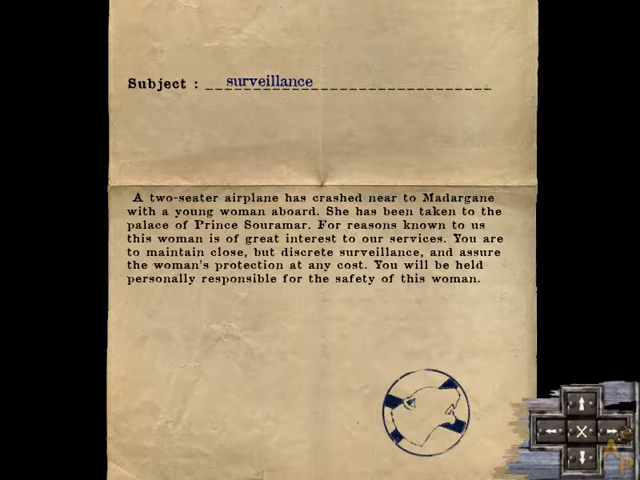 Subject : surveillance
A two-seater airplane has crashed near to Madargane
with a young woman aboard. She has been taken to the
palace of Prince Souramar. For reasons known to us
this woman is of great interest to our services. You are
to maintain close, but discrete surveillance, and assure
the woman's protection at any cost. You will be held
personally responsible for the safety of this woman.
AP